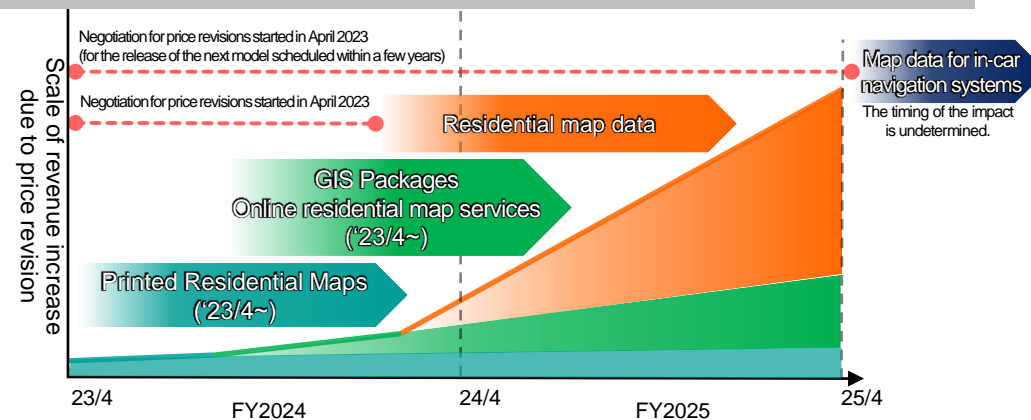 Negotiation for price revisions started in April 2023
(for the release of the next model scheduled within a few years)
Map data for in-car
navigation systems
The timing of the impact
is undetermined.
Negotiation for price revisions started in April 2023
Residential map data
GIS Packages
Online residential map services
(‘23/4~)
Printed Residential Maps
(‘23/4~)
Scale of revenue increase
due to price revision
23/4
FY2024
24/4
FY2025
25/4